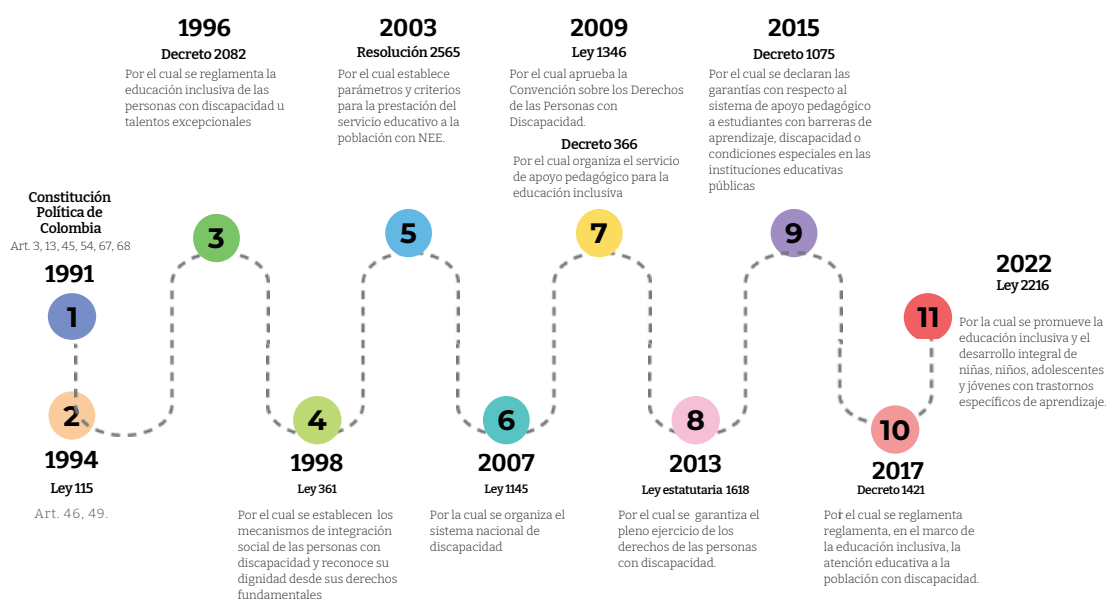 Constitución
Política de
Colombia
Art. 3, 13, 45, 54, 67, 68
1991
1
2
1994
Ley 115
Art. 46, 49.
1996
Decreto 2082
Por el cual se reglamenta la
educación inclusiva de las
personas con discapacidad u
talentos excepcionales
3
4
1998
Ley 361
Por el cual se establecen los
mecanismos de integración
social de las personas con
discapacidad y reconoce su
dignidad desde sus derechos
fundamentales
2003
Resolución 2565
Por el cual establece
parámetros y criterios
para la prestación del
servicio educativo a la
población con NEE.
5
6
2007
Ley 1145
Por la cual se organiza el
sistema nacional de
discapacidad
2009
Ley 1346
Por el cual aprueba la
Convención sobre los Derechos
de las Personas con
Discapacidad.
Decreto 366
Por el cual organiza el servicio
de apoyo pedagógico para la
educación inclusiva
7
8
2013
Ley estatutaria 1618
Por el cual se garantiza el
pleno ejercicio de los
derechos de las personas
con discapacidad.
2015
Decreto 1075
Por el cual se declaran las
garantías con respecto al
sistema de apoyo pedagógico
a estudiantes con barreras de
aprendizaje, discapacidad o
condiciones especiales en las
instituciones educativas
públicas
9
10
2017
Decreto 1421
Por el cual se reglamenta
reglamenta, en el marco de
la educación inclusiva, la
atención educativa a la
población con discapacidad.
2022
Ley 2216
11
Por la cual se promueve la
educación inclusiva y el
desarrollo integral de
niñas, niños, adolescentes
y jóvenes con trastornos
específicos de aprendizaje.